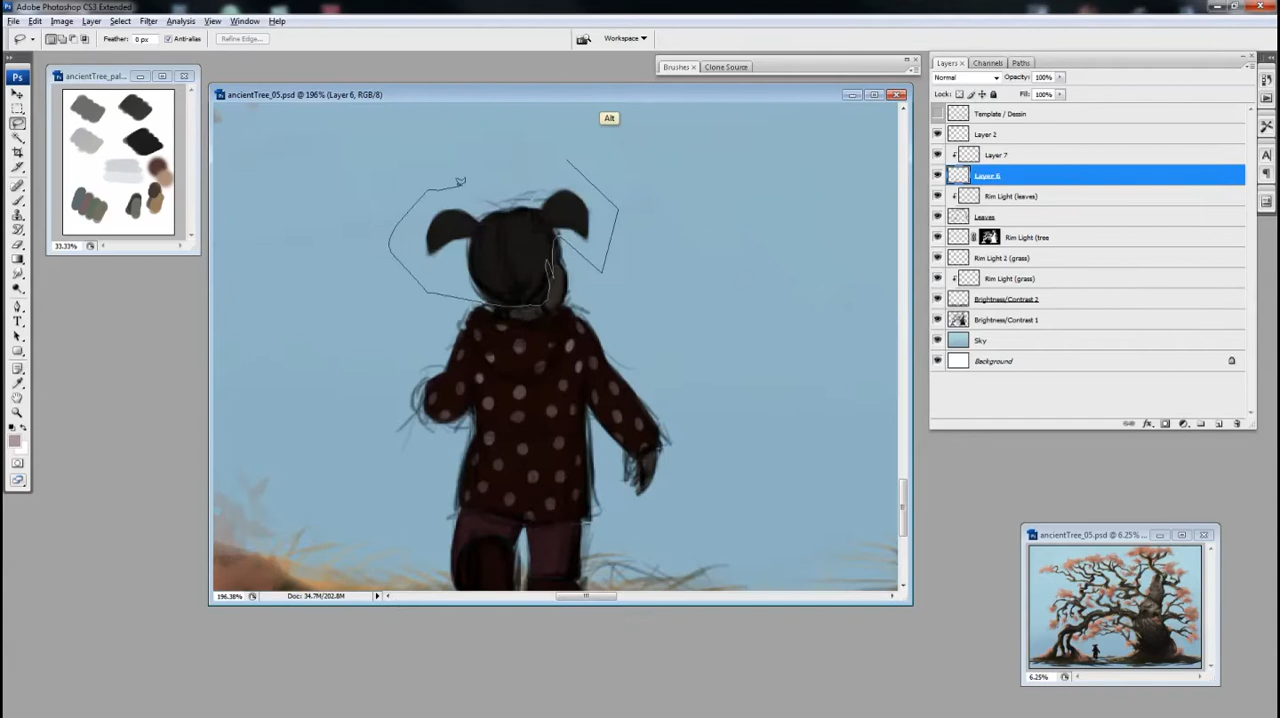 Adobe Photoshop CS3 Extended
File Edit Image Layer Select Filter Analysis View Window Help
Feather: 0 px Anti-alias Refine Edge... Workspace
Brushes Clone Source
ancientTree_pal...
33.33%
ancientTree_05.psd @ 196% (Layer 6, RGB/8)
Alt
196.38% Doc: 34.7M/202.8M
Layers Channels Paths
Normal Opacity: 100%
Lock: Fill: 100%
Template / Dessin
Layer 2
Layer 7
Layer 6
Rim Light (leaves)
Leaves
Rim Light (tree
Rim Light 2 (grass)
Rim Light (grass)
Brightness/Contrast 2
Brightness/Contrast 1
Sky
Background
ancientTree_05.psd @ 6.25% ...
6.25%